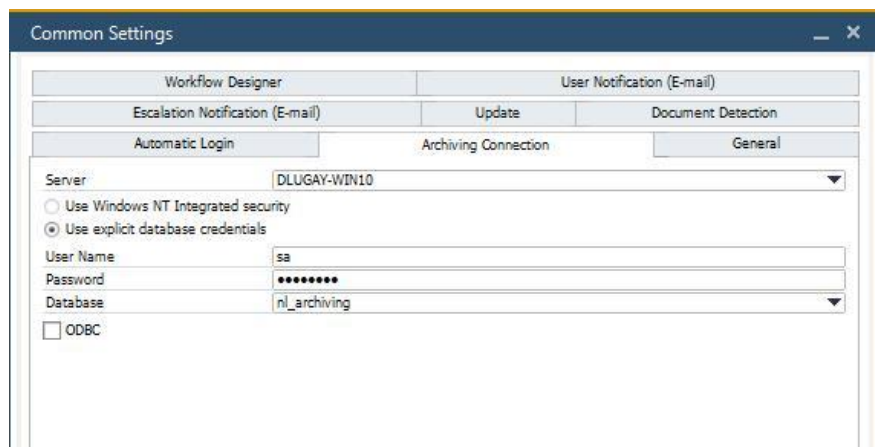 Common Settings
Workflow Designer User Notification (E-mail)
Escalation Notification (E-mail) Update Document Detection
Automatic Login Archiving Connection General
Server DLUGAY-WIN10
Use Windows NT Integrated security
Use explicit database credentials
User Name sa
Password ••••••••
Database nl_archiving
ODBC